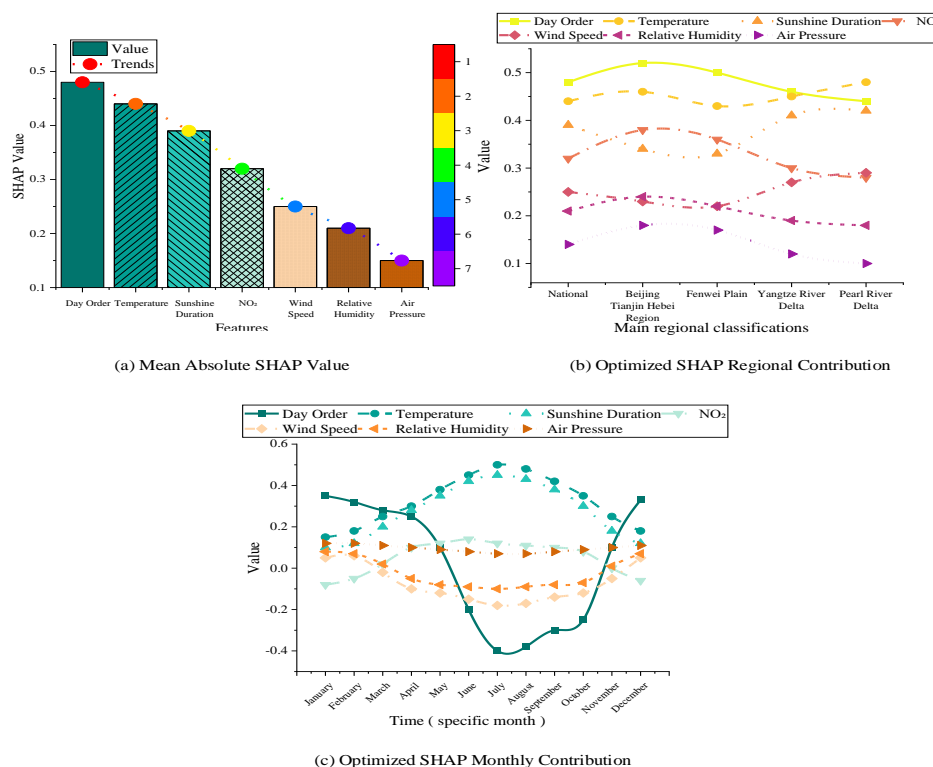 Value
Trends
0.5
0.4
0.3
0.2
0.1
SHAP Value
Day Order
Temperature
Sunshine
Duration
NO₂
Wind
Speed
Relative
Humidity
Air
Pressure
Features
1
2
3
4
5
6
7
Value
(a) Mean Absolute SHAP Value
Day Order Temperature Sunshine Duration
Wind Speed Relative Humidity Air Pressure
0.5
0.4
0.3
0.2
0.1
National
Beijing
Tianjin Hebei
Region
Fenwei Plain
Yangtze River
Delta
Pearl River
Delta
Main regional classifications
(b) Optimized SHAP Regional Contribution
Day Order Temperature Sunshine Duration NO₂
Wind Speed Relative Humidity Air Pressure
0.6
0.4
0.2
0.0
-0.2
-0.4
Value
January
February
March
April
May
June
July
August
September
October
November
December
Time ( specific month )
(c) Optimized SHAP Monthly Contribution